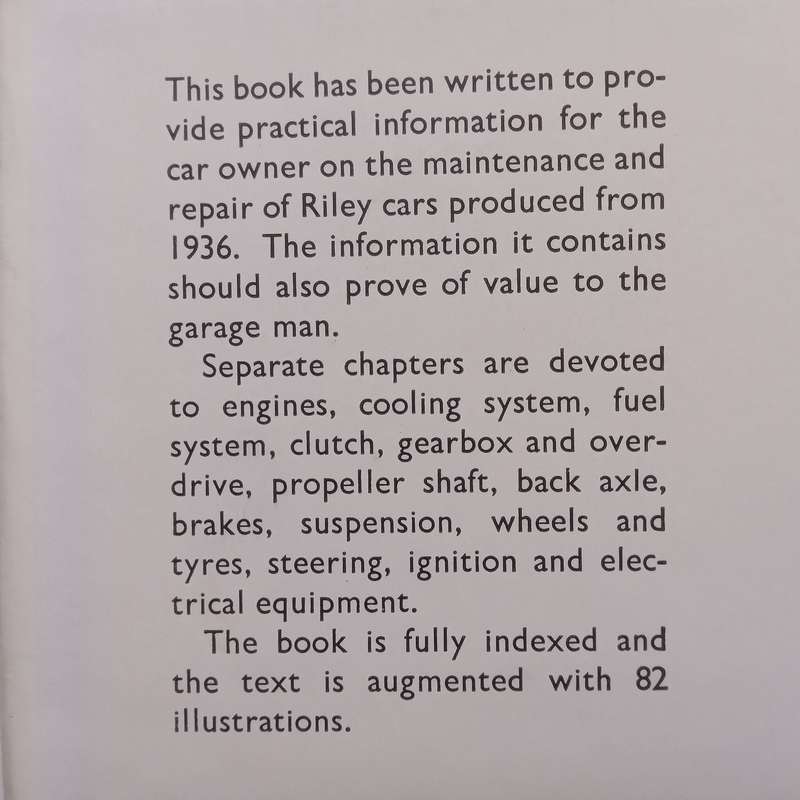 This book has been written to pro-
vide practical information for the
car owner on the maintenance and
repair of Riley cars produced from
1936. The information it contains
should also prove of value to the
garage man.
Separate chapters are devoted
to engines, cooling system, fuel
system, clutch, gearbox and over-
drive, propeller shaft, back axle,
brakes, suspension, wheels and
tyres, steering, ignition and elec-
trical equipment.
The book is fully indexed and
the text is augmented with 82
illustrations.